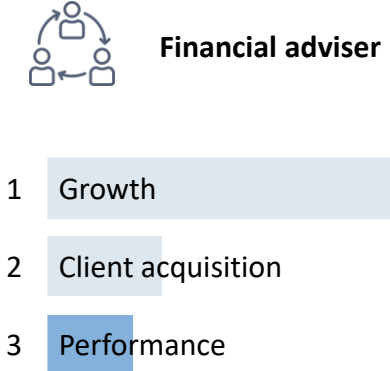 Financial adviser
1 Growth
2 Client acquisition
3 Performance